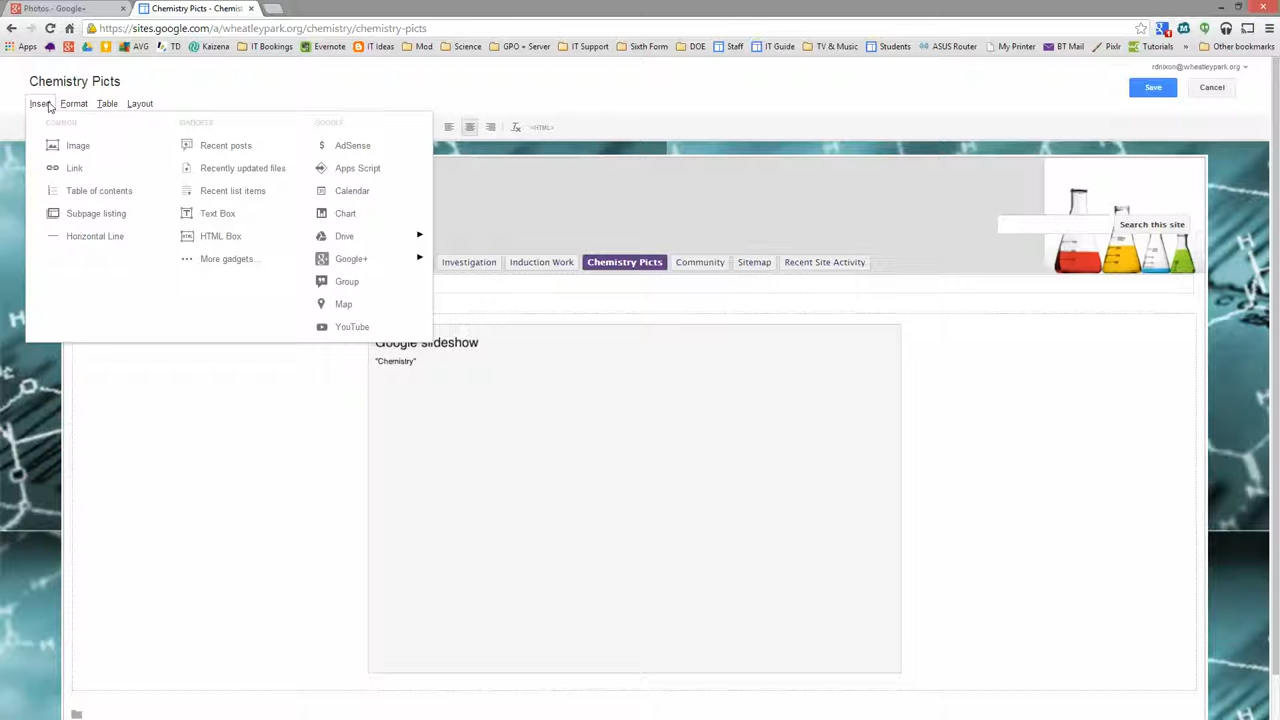 Photos - Google+
Chemistry Picts - Chemist
https://sites.google.com/a/wheatleypark.org/chemistry/chemistry-picts
Apps AVG TD Kaizena IT Bookings Evernote IT Ideas Mod Science GPO + Server IT Support Sixth Form DOE Staff IT Guide TV & Music Students ASUS Router My Printer BT Mail Pixlr Tutorials » Other bookmarks
rdnixon@wheatleypark.org
Chemistry Picts
Save Cancel
Insert Format Table Layout
COMMON GADGETS GOOGLE
<HTML>
Image Recent posts $ AdSense
Link Recently updated files Apps Script
Table of contents Recent list items Calendar
Subpage listing Text Box Chart
Horizontal Line HTML Box Drive
More gadgets... Google+
Group
Map
YouTube
Search this site
Investigation Induction Work Chemistry Picts Community Sitemap Recent Site Activity
Google slideshow
"Chemistry"